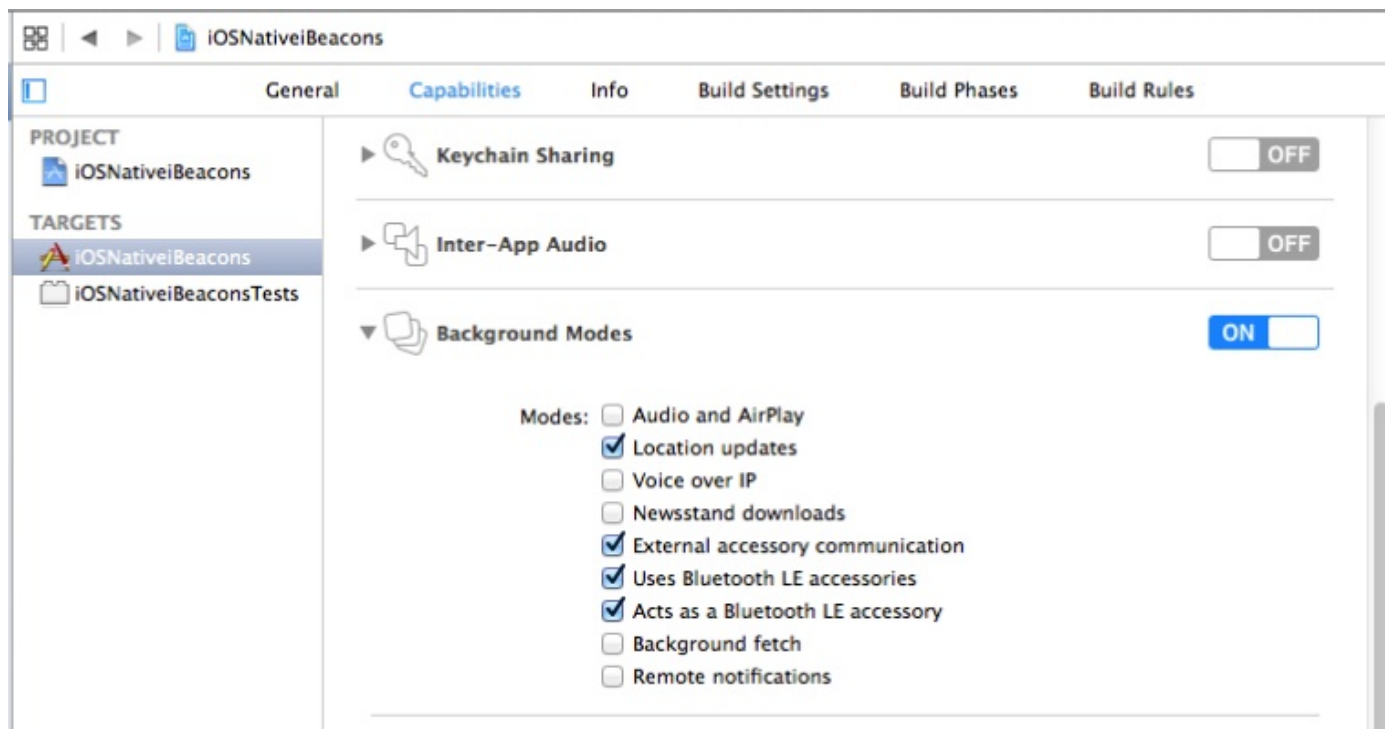 iOSNativeiBeacons
General Capabilities Info Build Settings Build Phases Build Rules
PROJECT
iOSNativeiBeacons
TARGETS
iOSNativeiBeacons
iOSNativeiBeaconsTests
Keychain Sharing OFF
Inter-App Audio OFF
Background Modes ON
Modes: Audio and AirPlay
Location updates
Voice over IP
Newsstand downloads
External accessory communication
Uses Bluetooth LE accessories
Acts as a Bluetooth LE accessory
Background fetch
Remote notifications